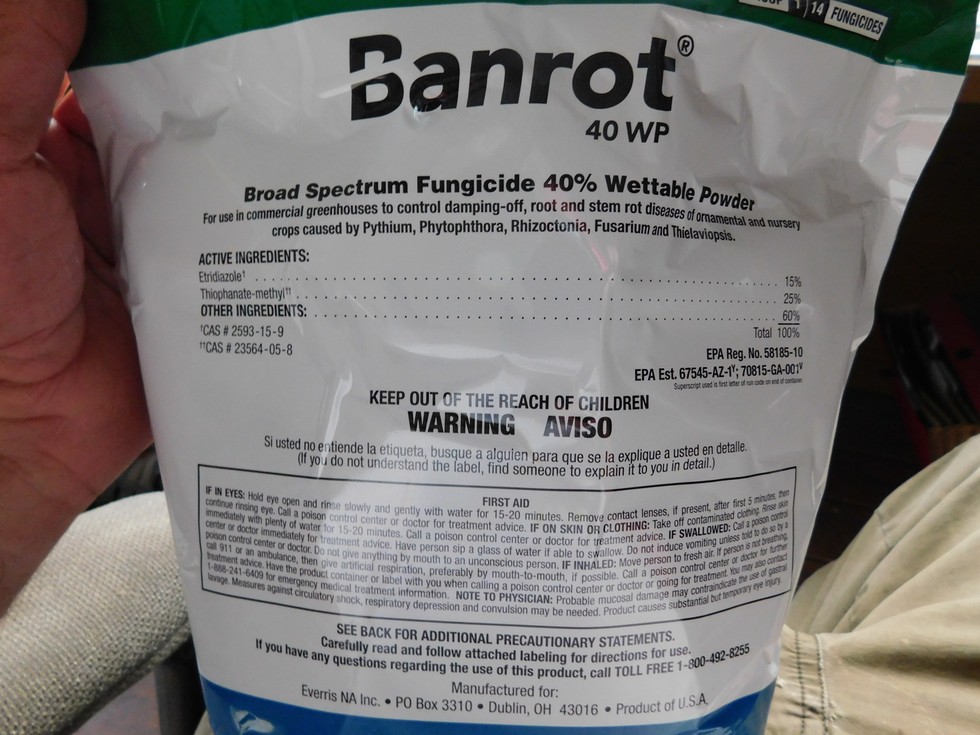 1 14 FUNGICIDES
Banrot®
40 WP
Broad Spectrum Fungicide 40% Wettable Powder
For use in commercial greenhouses to control damping-off, root and stem rot diseases of ornamental and nursery
crops caused by Pythium, Phytophthora, Rhizoctonia, Fusarium and Thielaviopsis.
ACTIVE INGREDIENTS:
Etridiazole† 15%
Thiophanate-methyl†† 25%
OTHER INGREDIENTS: 60%
Total 100%
†CAS # 2593-15-9
††CAS # 23564-05-8
EPA Reg. No. 58185-10
EPA Est. 67545-AZ-1Y; 70815-GA-001V
Superscript used is first letter of run code on end of container.
KEEP OUT OF THE REACH OF CHILDREN
WARNING AVISO
Si usted no entiende la etiqueta, busque a alguien para que se la explique a usted en detalle.
(If you do not understand the label, find someone to explain it to you in detail.)
FIRST AID
IF IN EYES: Hold eye open and rinse slowly and gently with water for 15-20 minutes. Remove contact lenses, if present, after first 5 minutes, then
continue rinsing eye. Call a poison control center or doctor for treatment advice. IF ON SKIN OR CLOTHING: Take off contaminated clothing. Rinse skin
immediately with plenty of water for 15-20 minutes. Call a poison control center or doctor for treatment advice. IF SWALLOWED: Call a poison control
center or doctor immediately for treatment advice. Have person sip a glass of water if able to swallow. Do not induce vomiting unless told to do so by a
poison control center or doctor. Do not give anything by mouth to an unconscious person. IF INHALED: Move person to fresh air. If person is not breathing,
call 911 or an ambulance, then give artificial respiration, preferably by mouth-to-mouth, if possible. Call a poison control center or doctor for further
treatment advice. Have the product container or label with you when calling a poison control center or doctor or going for treatment. You may also contact
1-888-241-6409 for emergency medical treatment information. NOTE TO PHYSICIAN: Probable mucosal damage may contraindicate the use of gastric
lavage. Measures against circulatory shock, respiratory depression and convulsion may be needed. Product causes substantial but temporary eye injury.
SEE BACK FOR ADDITIONAL PRECAUTIONARY STATEMENTS.
Carefully read and follow attached labeling for directions for use.
If you have any questions regarding the use of this product, call TOLL FREE 1-800-492-8255
Manufactured for:
Everris NA Inc. • PO Box 3310 • Dublin, OH 43016 • Product of U.S.A.